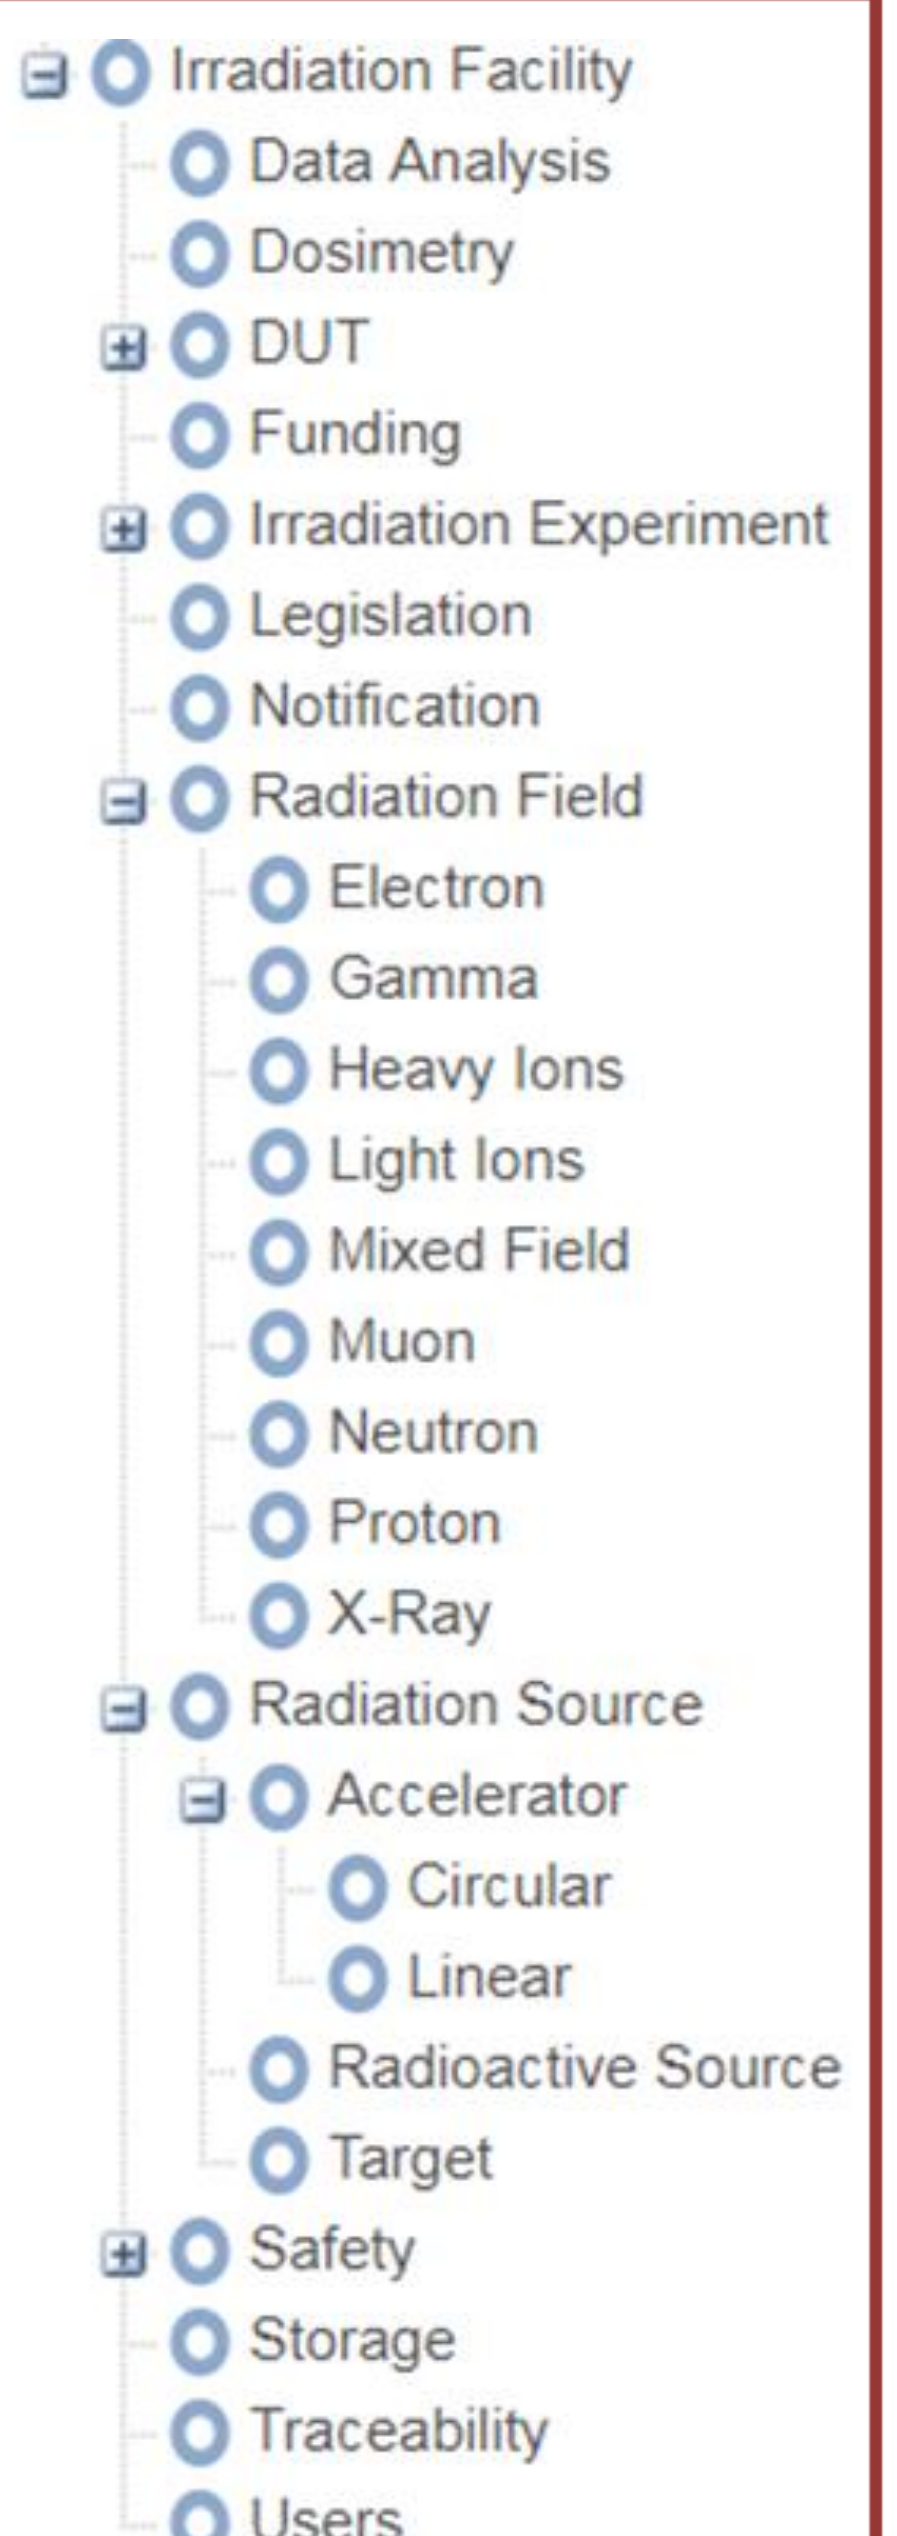 Irradiation Facility
Data Analysis
Dosimetry
DUT
Funding
Irradiation Experiment
Legislation
Notification
Radiation Field
Electron
Gamma
Heavy Ions
Light Ions
Mixed Field
Muon
Neutron
Proton
X-Ray
Radiation Source
Accelerator
Circular
Linear
Radioactive Source
Target
Safety
Storage
Traceability
Users